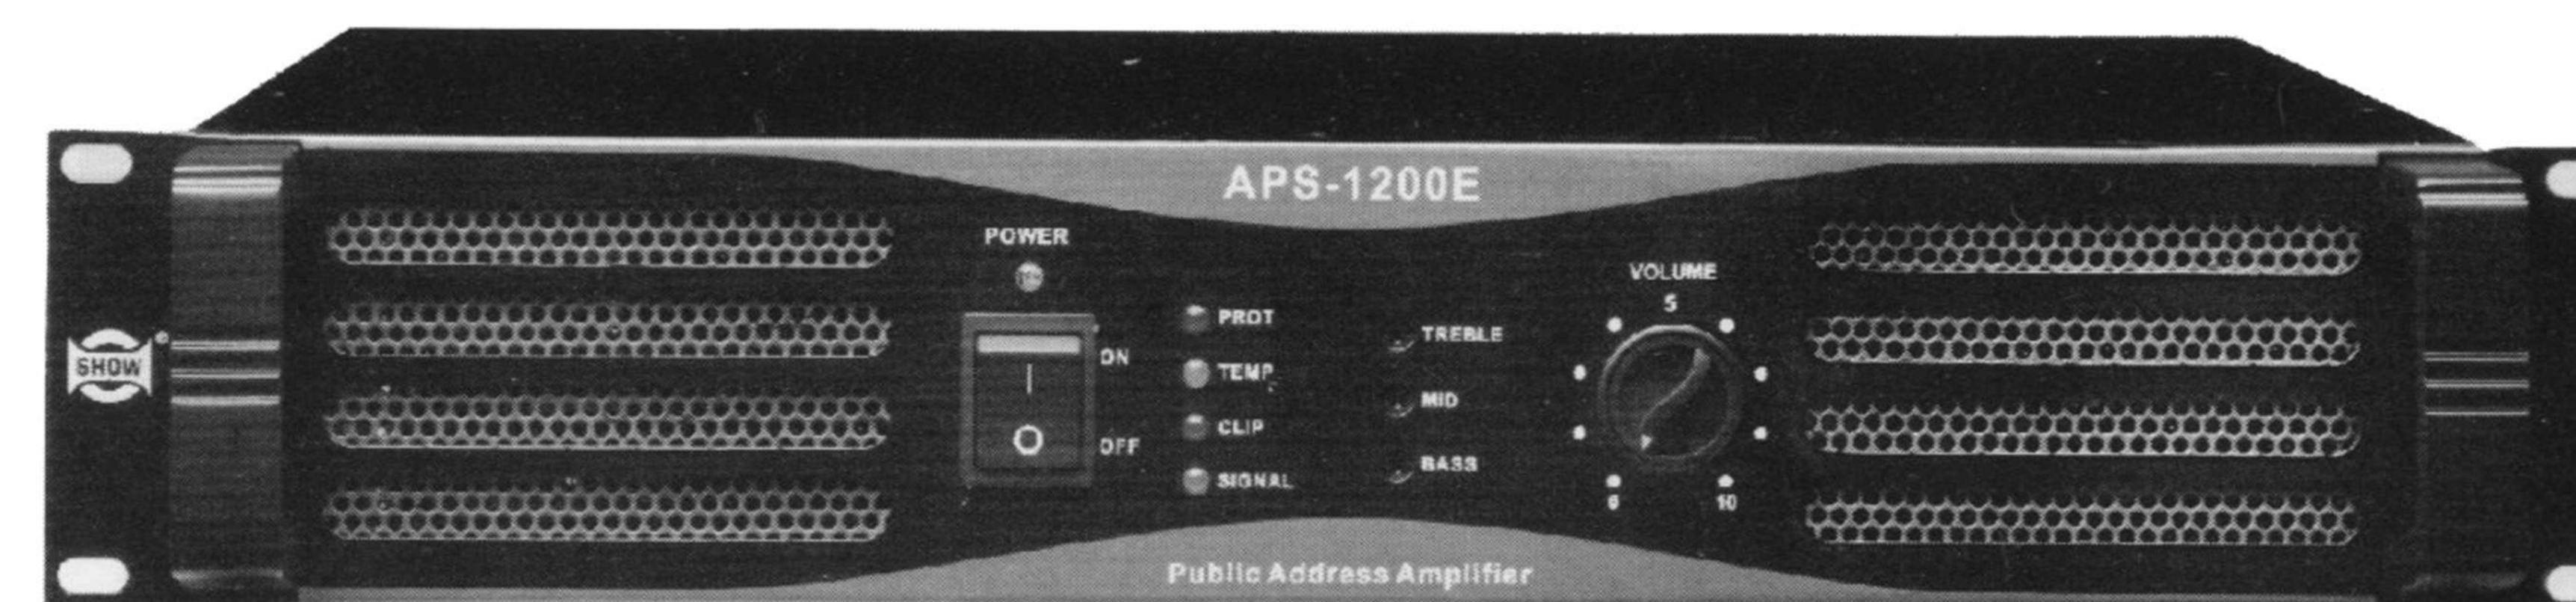 APS-1200E
POWER
VOLUME
5
PROT
TREBLE
ON
TEMP
SHOW
MID
CLIP
OFF
BASS
SIGNAL
0
10
Public Address Amplifier